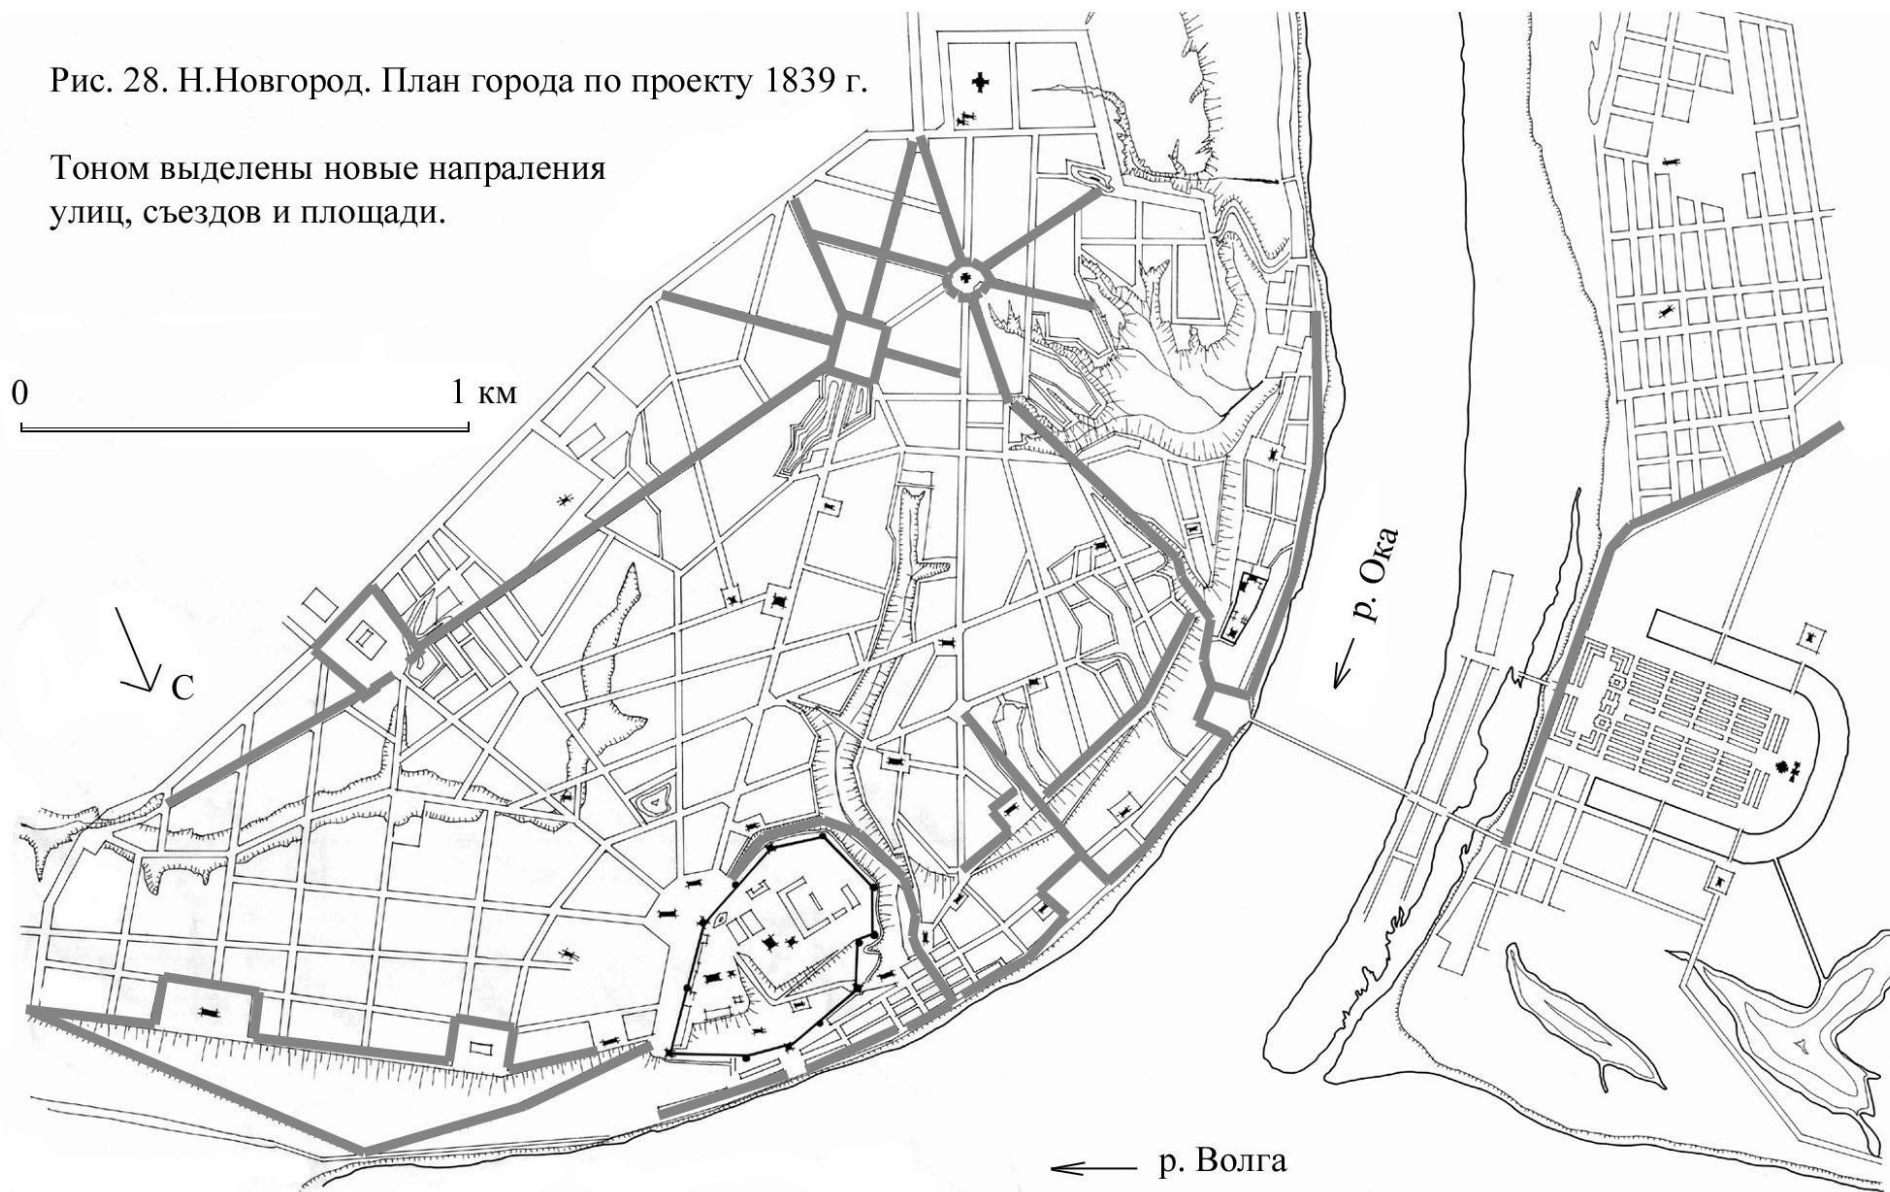 Рис. 28. Н.Новгород. План города по проекту 1839 г.
Тоном выделены новые напраления
улиц, съездов и площади.
0 1 км
С
р. Ока
р. Волга